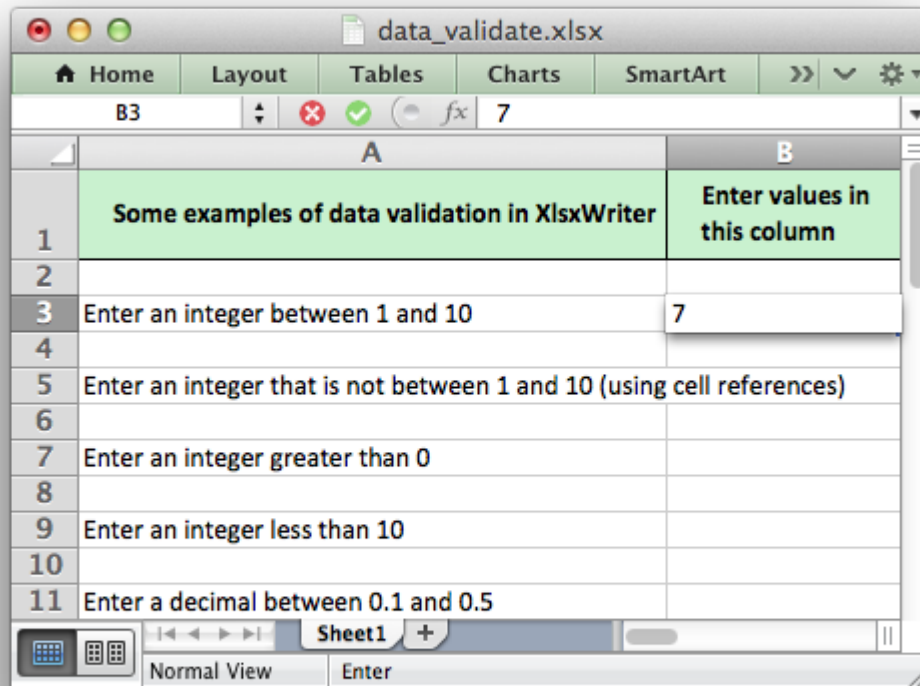 data_validate.xlsx
Home Layout Tables Charts SmartArt
B3 fx 7
A B
1 Some examples of data validation in XlsxWriter Enter values in
this column
2
3 Enter an integer between 1 and 10 7
4
5 Enter an integer that is not between 1 and 10 (using cell references)
6
7 Enter an integer greater than 0
8
9 Enter an integer less than 10
10
11 Enter a decimal between 0.1 and 0.5
Sheet1 +
Normal View Enter